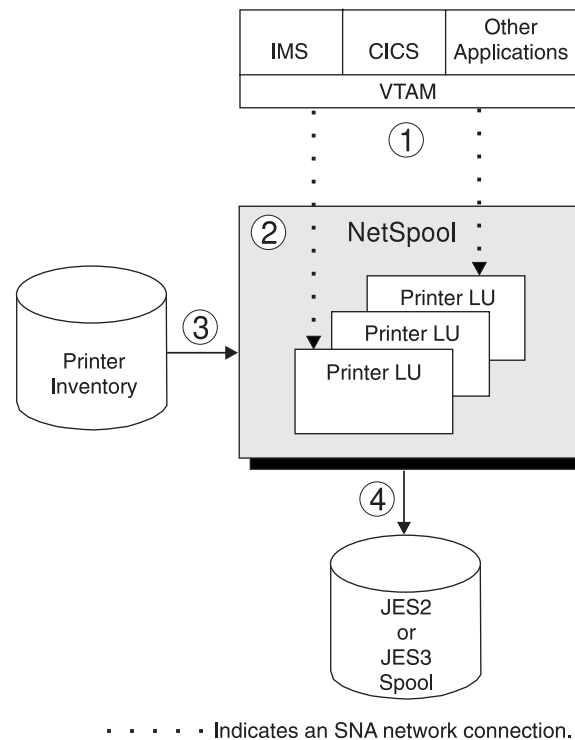 IMS
CICS
Other
Applications
VTAM
1
2
NetSpool
Printer LU
Printer LU
Printer LU
3
Printer
Inventory
4
JES2
or
JES3
Spool
Indicates an SNA network connection.